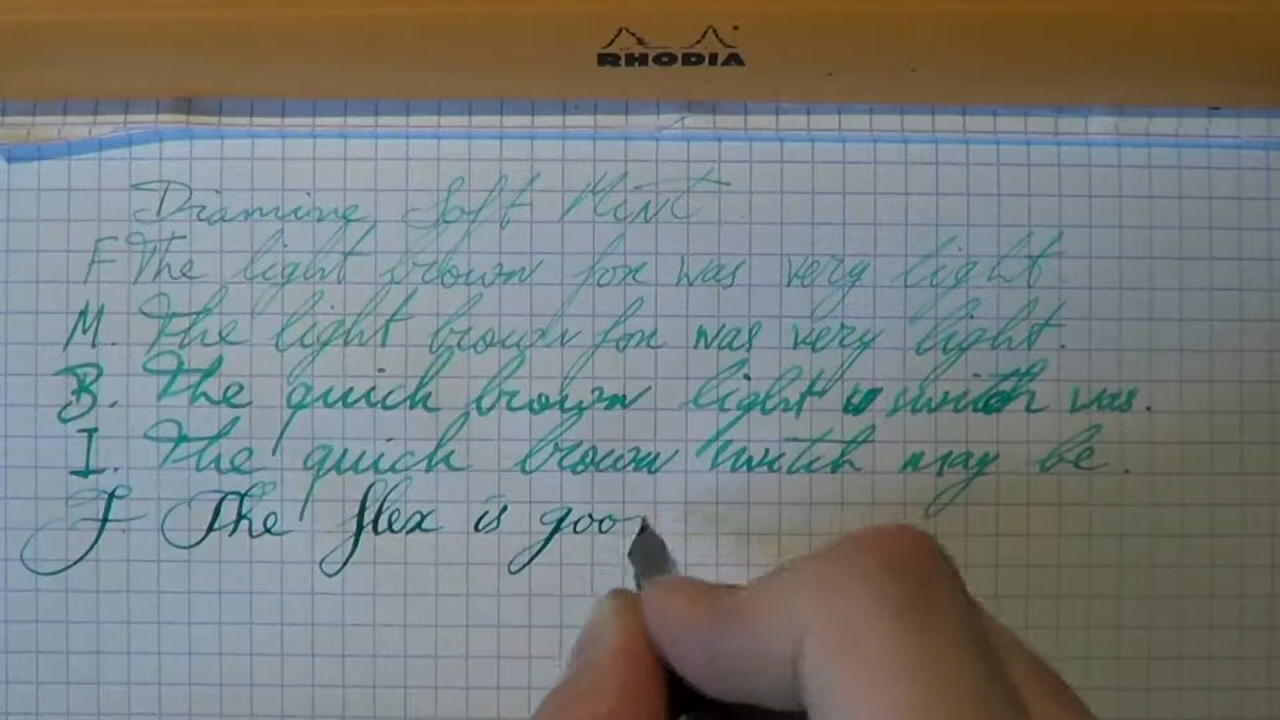 RHODIA
Diamine Soft Mint
F The light brown fox was very light
M. The light brown fox was very light.
B. The quick brown light switch was.
I. The quick brown switch may be.
F. The flex is goo